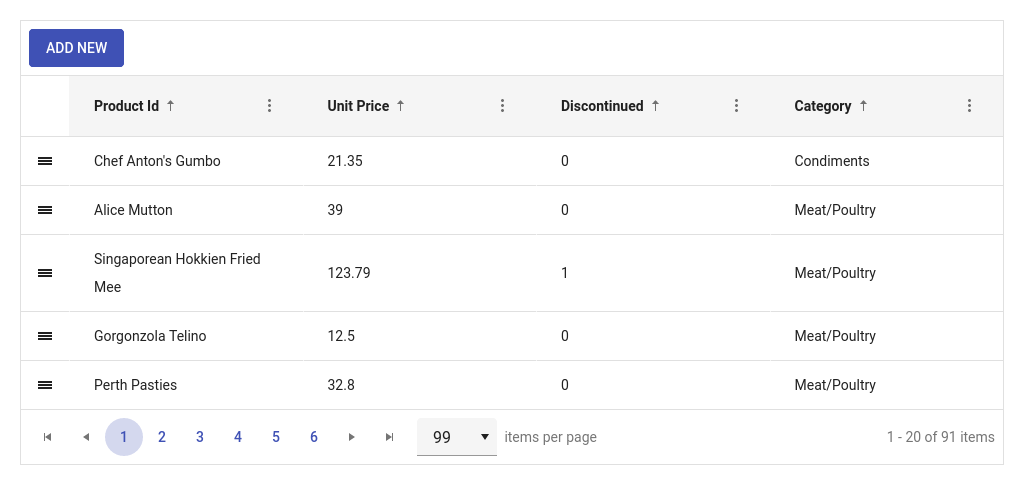 ADD NEW
Product Id Unit Price Discontinued Category
Chef Anton's Gumbo 21.35 0 Condiments
Alice Mutton 39 0 Meat/Poultry
Singaporean Hokkien Fried
Mee 123.79 1 Meat/Poultry
Gorgonzola Telino 12.5 0 Meat/Poultry
Perth Pasties 32.8 0 Meat/Poultry
1 2 3 4 5 6 99 items per page 1 - 20 of 91 items